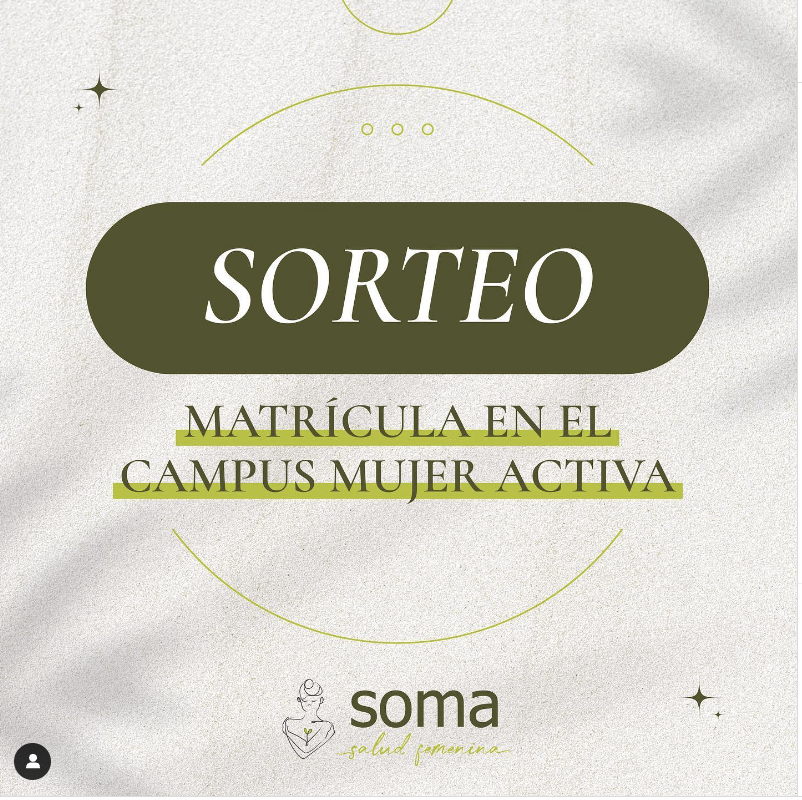 SORTEO
MATRÍCULA EN EL
CAMPUS MUJER ACTIVA
soma
salud femenina